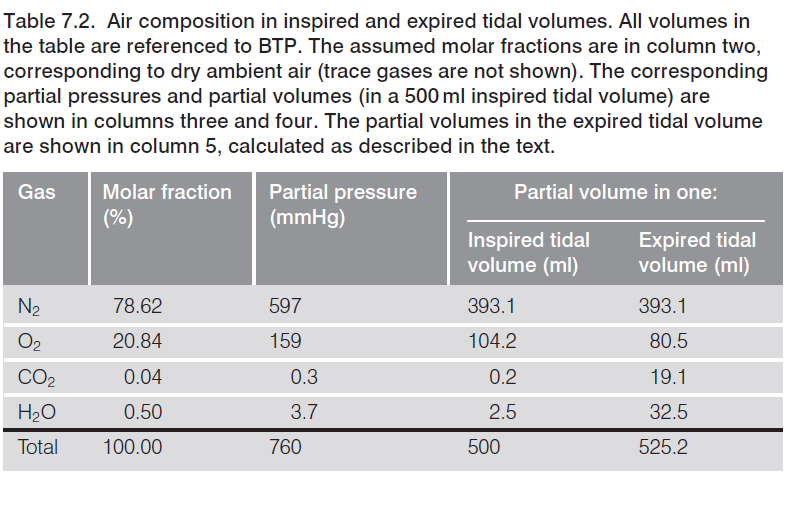 Table 7.2.  Air composition in inspired and expired tidal volumes. All volumes in
the table are referenced to BTP. The assumed molar fractions are in column two,
corresponding to dry ambient air (trace gases are not shown). The corresponding
partial pressures and partial volumes (in a 500 ml inspired tidal volume) are
shown in columns three and four. The partial volumes in the expired tidal volume
are shown in column 5, calculated as described in the text.
Gas Molar fraction Partial pressure Partial volume in one:
(%) (mmHg)
Inspired tidal Expired tidal
volume (ml) volume (ml)
N₂ 78.62 597 393.1 393.1
O₂ 20.84 159 104.2 80.5
CO₂ 0.04 0.3 0.2 19.1
H₂O 0.50 3.7 2.5 32.5
Total 100.00 760 500 525.2